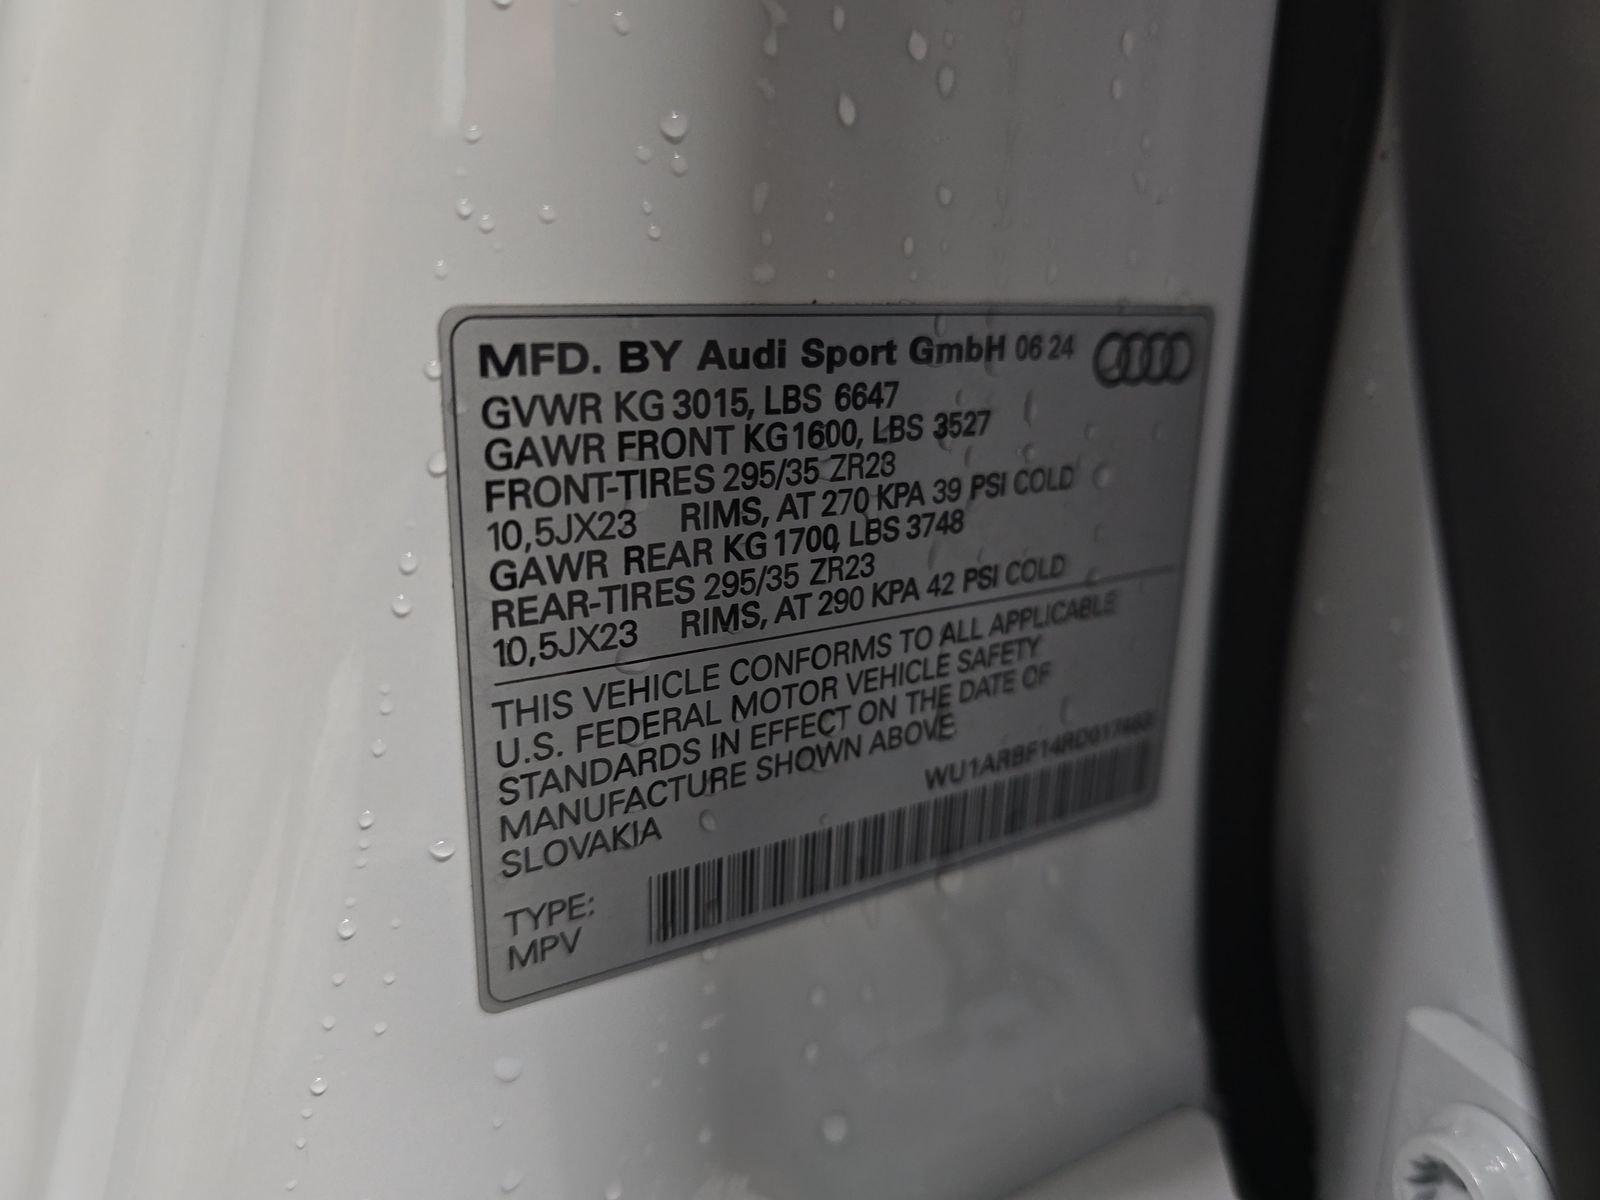 MFD. BY Audi Sport GmbH 06 24
GVWR KG 3015, LBS 6647
GAWR FRONT KG 1600, LBS 3527
FRONT-TIRES 295/35 ZR23
10,5JX23 RIMS, AT 270 KPA 39 PSI COLD
GAWR REAR KG 1700, LBS 3748
REAR-TIRES 295/35 ZR23
10,5JX23 RIMS, AT 290 KPA 42 PSI COLD
THIS VEHICLE CONFORMS TO ALL APPLICABLE
U.S. FEDERAL MOTOR VEHICLE SAFETY
STANDARDS IN EFFECT ON THE DATE OF
MANUFACTURE SHOWN ABOVE
SLOVAKIA
TYPE:
MPV